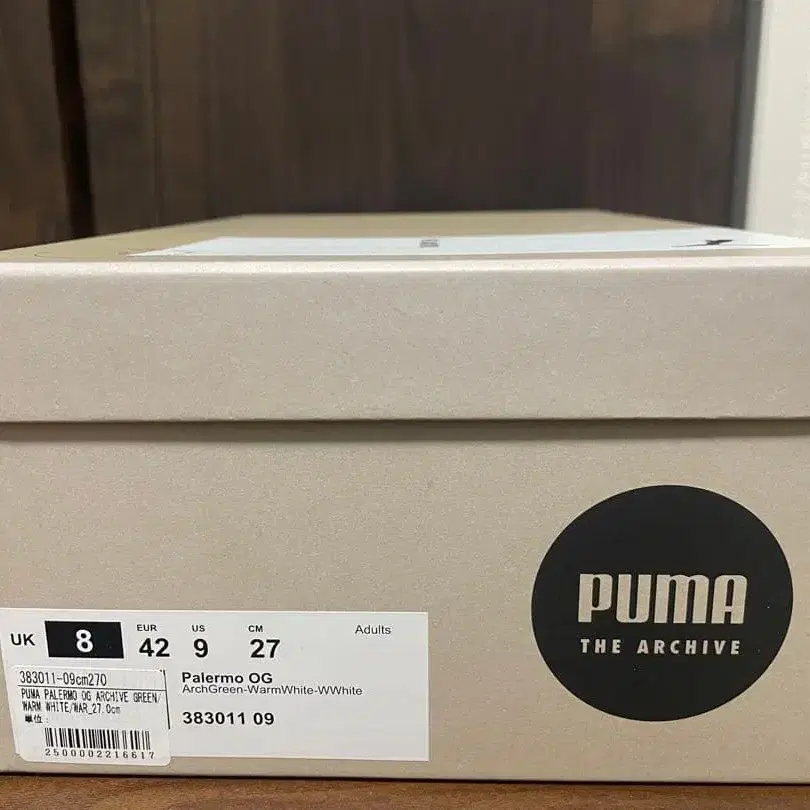 PUMA
THE ARCHIVE
UK 8 EUR 42 US 9 CM 27 Adults
Palermo OG
ArchGreen-WarmWhite-WWhite
383011 09
383011-09cm270
PUMA PALERMO OG ARCHIVE GREEN/
WARM WHITE/WAR_27.0cm
単位:
2500002216617